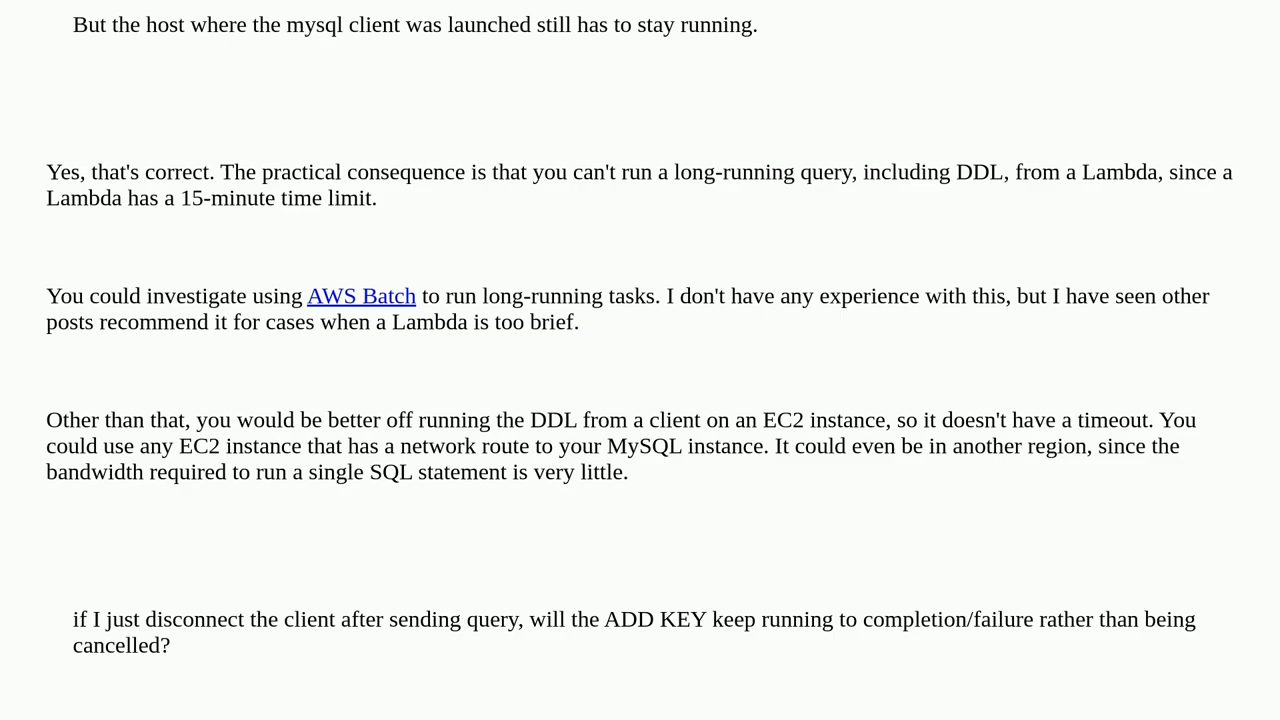 But the host where the mysql client was launched still has to stay running.
Yes, that's correct. The practical consequence is that you can't run a long-running query, including DDL, from a Lambda, since a
Lambda has a 15-minute time limit.
You could investigate using AWS Batch to run long-running tasks. I don't have any experience with this, but I have seen other
posts recommend it for cases when a Lambda is too brief.
Other than that, you would be better off running the DDL from a client on an EC2 instance, so it doesn't have a timeout. You
could use any EC2 instance that has a network route to your MySQL instance. It could even be in another region, since the
bandwidth required to run a single SQL statement is very little.
if I just disconnect the client after sending query, will the ADD KEY keep running to completion/failure rather than being
cancelled?